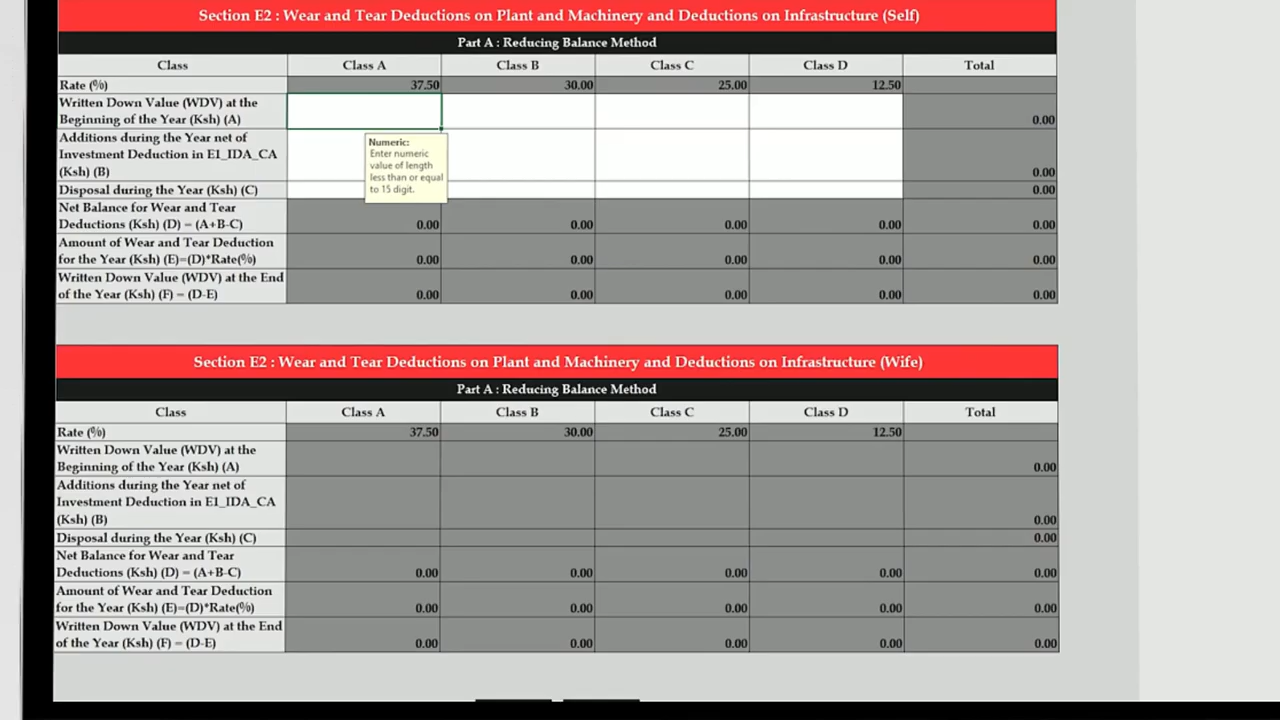 Section E2 : Wear and Tear Deductions on Plant and Machinery and Deductions on Infrastructure (Self)
Part A : Reducing Balance Method
Class Class A Class B Class C Class D Total
Rate (%) 37.50 30.00 25.00 12.50
Written Down Value (WDV) at the
Beginning of the Year (Ksh) (A) 0.00
Additions during the Year net of
Investment Deduction in EI_IDA_CA
(Ksh) (B) 0.00
Disposal during the Year (Ksh) (C) 0.00
Numeric:
Enter numeric
value of length
less than or equal
to 15 digit.
Net Balance for Wear and Tear
Deductions (Ksh) (D) = (A+B-C) 0.00 0.00 0.00 0.00 0.00
Amount of Wear and Tear Deduction
for the Year (Ksh) (E)=(D)*Rate(%) 0.00 0.00 0.00 0.00 0.00
Written Down Value (WDV) at the End
of the Year (Ksh) (F) = (D-E) 0.00 0.00 0.00 0.00 0.00
Section E2 : Wear and Tear Deductions on Plant and Machinery and Deductions on Infrastructure (Wife)
Part A : Reducing Balance Method
Class Class A Class B Class C Class D Total
Rate (%) 37.50 30.00 25.00 12.50
Written Down Value (WDV) at the
Beginning of the Year (Ksh) (A) 0.00
Additions during the Year net of
Investment Deduction in EI_IDA_CA
(Ksh) (B) 0.00
Disposal during the Year (Ksh) (C) 0.00
Net Balance for Wear and Tear
Deductions (Ksh) (D) = (A+B-C) 0.00 0.00 0.00 0.00 0.00
Amount of Wear and Tear Deduction
for the Year (Ksh) (E)=(D)*Rate(%) 0.00 0.00 0.00 0.00 0.00
Written Down Value (WDV) at the End
of the Year (Ksh) (F) = (D-E) 0.00 0.00 0.00 0.00 0.00